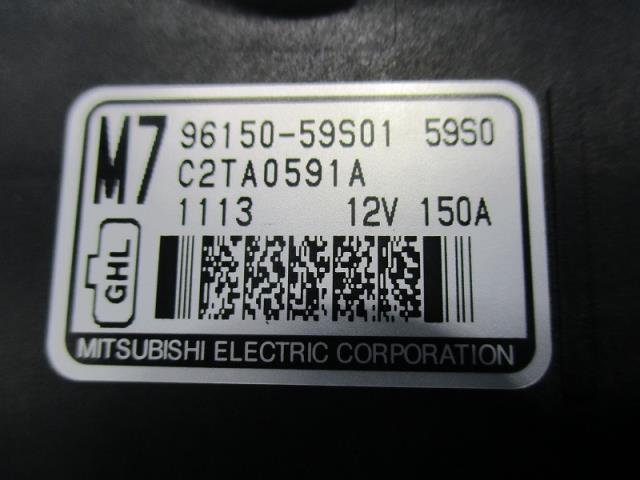 M7 96150-59S01 59S0
C2TA0591A
1113 12V 150A
GHL
MITSUBISHI ELECTRIC CORPORATION